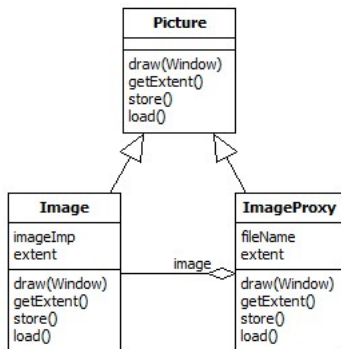 Picture
draw(Window)
getExtent()
store()
load()
Image
imageImp
extent
draw(Window)
getExtent()
store()
load()
image
ImageProxy
fileName
extent
draw(Window)
getExtent()
store()
load()